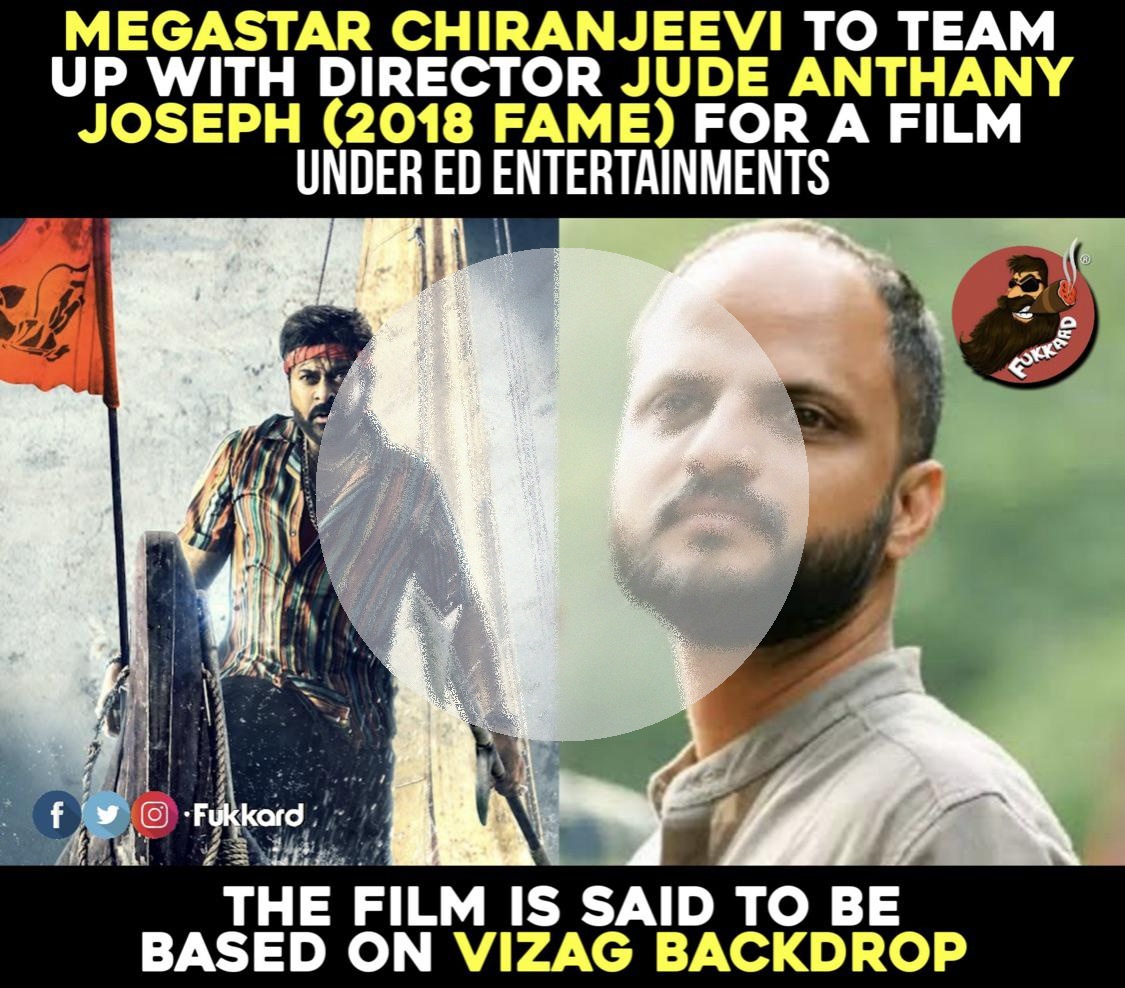 MEGASTAR CHIRANJEEVI TO TEAM
UP WITH DIRECTOR JUDE ANTHANY
JOSEPH (2018 FAME) FOR A FILM
UNDER ED ENTERTAINMENTS
®
FUKKARD
f
•Fukkard
THE FILM IS SAID TO BE
BASED ON VIZAG BACKDROP